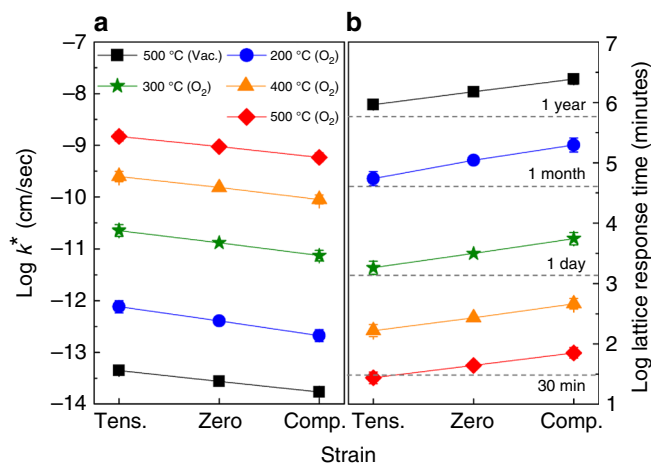 a
b
−7
−8
−9
−10
−11
−12
−13
−14
Log k* (cm/sec)
500 °C (Vac.)
200 °C (O2)
300 °C (O2)
400 °C (O2)
500 °C (O2)
Tens. Zero Comp.
1 year
1 month
1 day
30 min
Tens. Zero Comp.
7
6
5
4
3
2
1
Log lattice response time (minutes)
Strain